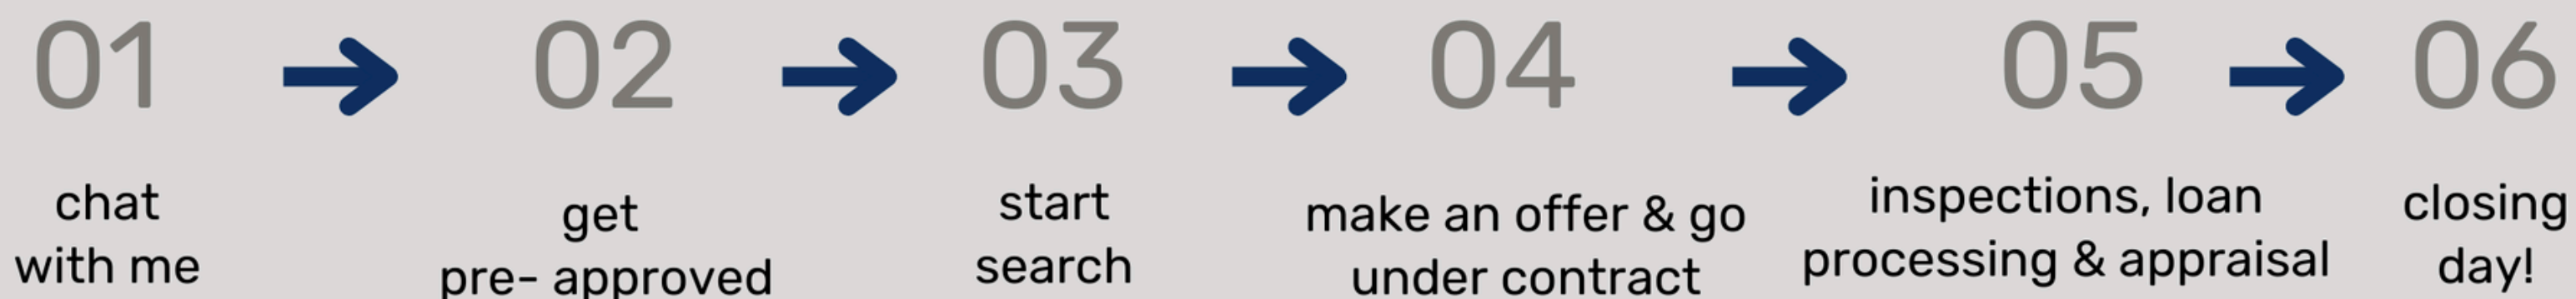 01
02
03
04
05
06
chat
with me
get
pre- approved
start
search
make an offer & go
under contract
inspections, loan
processing & appraisal
closing
day!